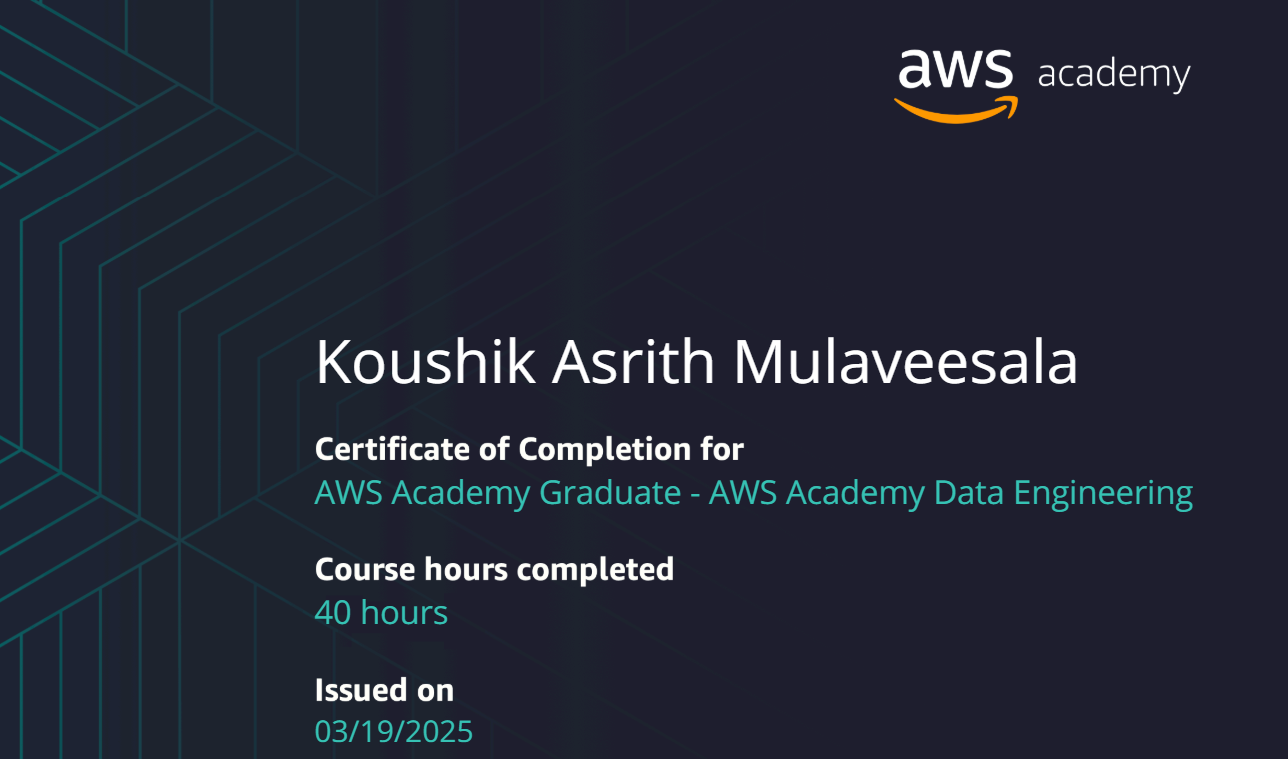 aws academy
Koushik Asrith Mulaveesala
Certificate of Completion for
AWS Academy Graduate - AWS Academy Data Engineering
Course hours completed
40 hours
Issued on
03/19/2025